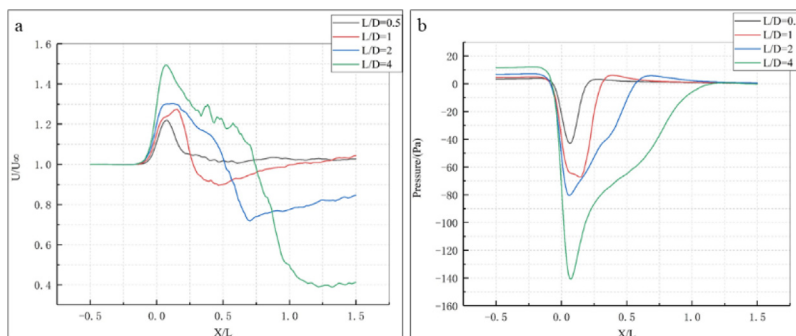 a
L/D=0.5
L/D=1
L/D=2
L/D=4
1.6
1.4
1.2
1.0
0.8
0.6
0.4
U/U∞
-0.5
0.0
0.5
1.0
1.5
X/L
b
L/D=0.
L/D=1
L/D=2
L/D=4
20
0
-20
-40
-60
-80
-100
-120
-140
-160
Pressure/(Pa)
-0.5
0.0
0.5
1.0
1.5
X/L